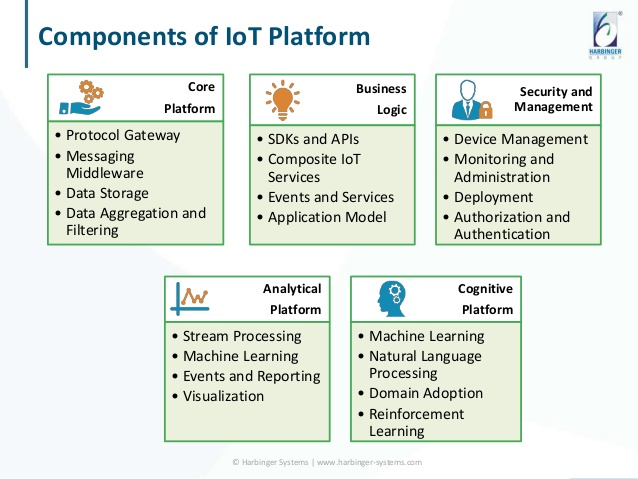 Components of IoT Platform
®
HARBINGER
GROUP
Core
Platform
• Protocol Gateway
• Messaging
Middleware
• Data Storage
• Data Aggregation and
Filtering
Business
Logic
• SDKs and APIs
• Composite IoT
Services
• Events and Services
• Application Model
Security and
Management
• Device Management
• Monitoring and
Administration
• Deployment
• Authorization and
Authentication
Analytical
Platform
• Stream Processing
• Machine Learning
• Events and Reporting
• Visualization
Cognitive
Platform
• Machine Learning
• Natural Language
Processing
• Domain Adoption
• Reinforcement
Learning
© Harbinger Systems | www.harbinger-systems.com